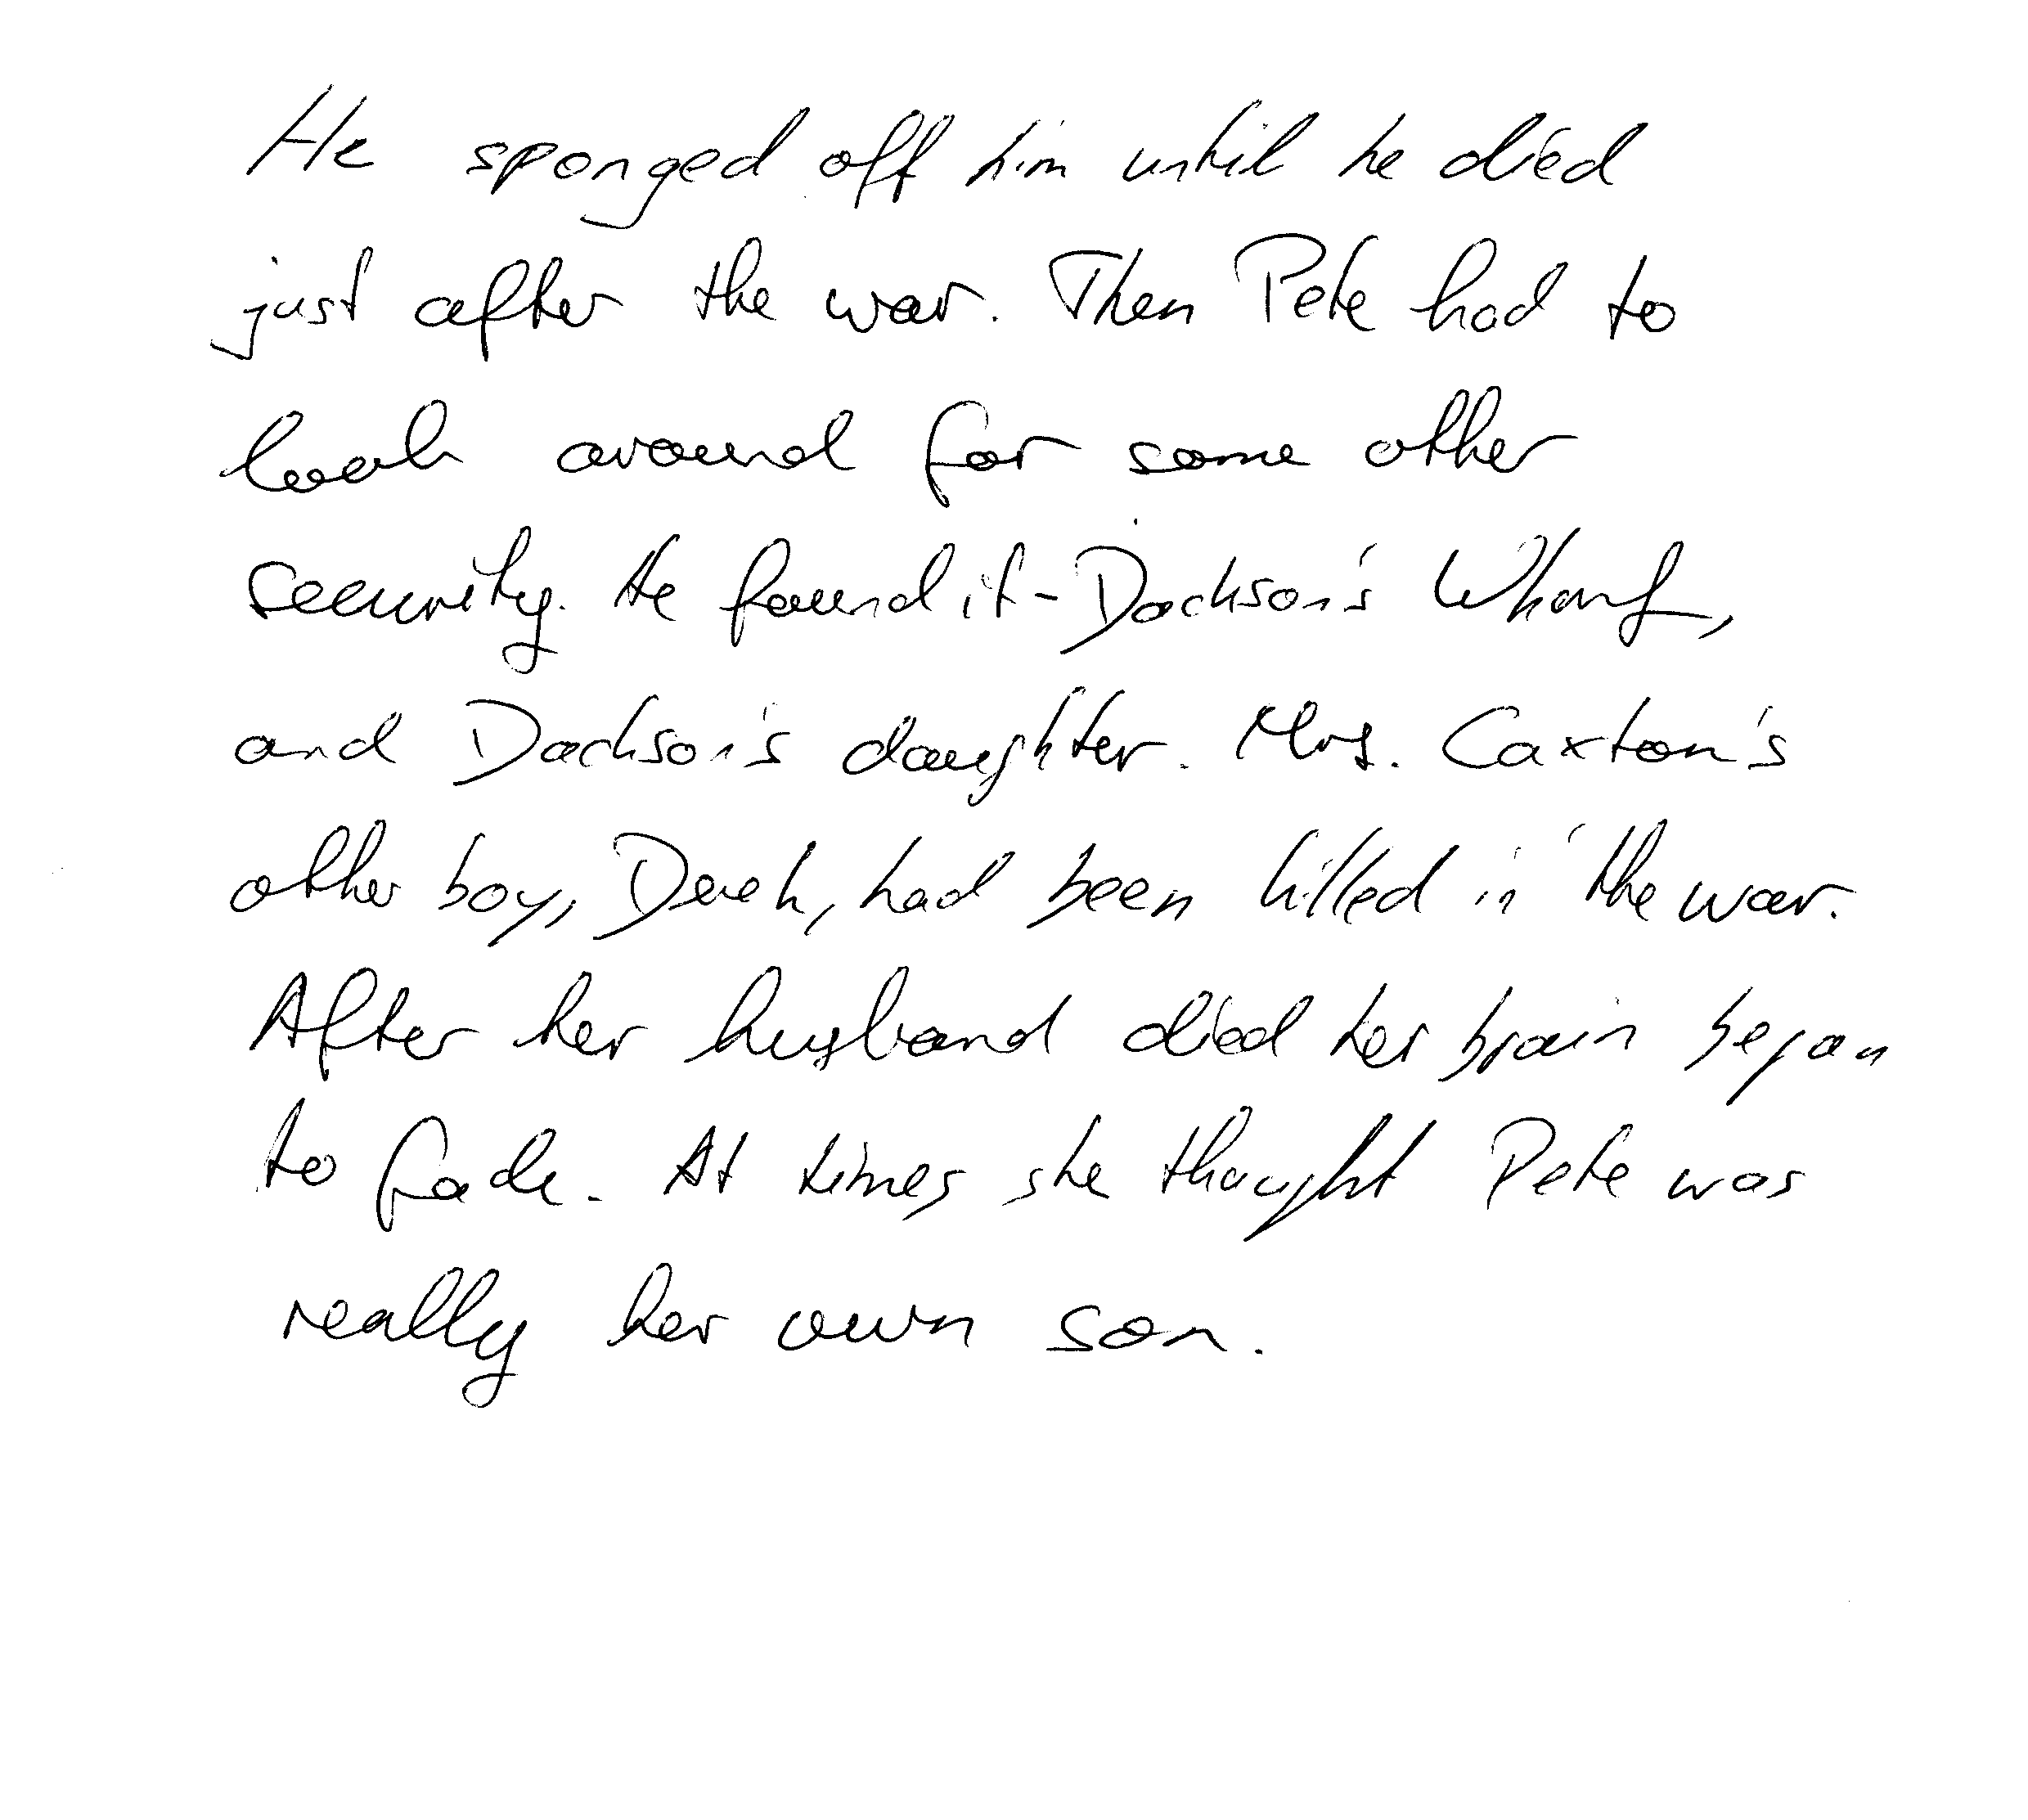 He sponged off him until he died
just after the war. Then Pete had to
look around for some other
security. He found it - Dackson's Wharf,
and Dackson's daughter. Mrs. Caxton's
other boy, Derek, had been killed in the war.
After her husband died her brain began
to fade. At times she thought Pete was
really her own son.